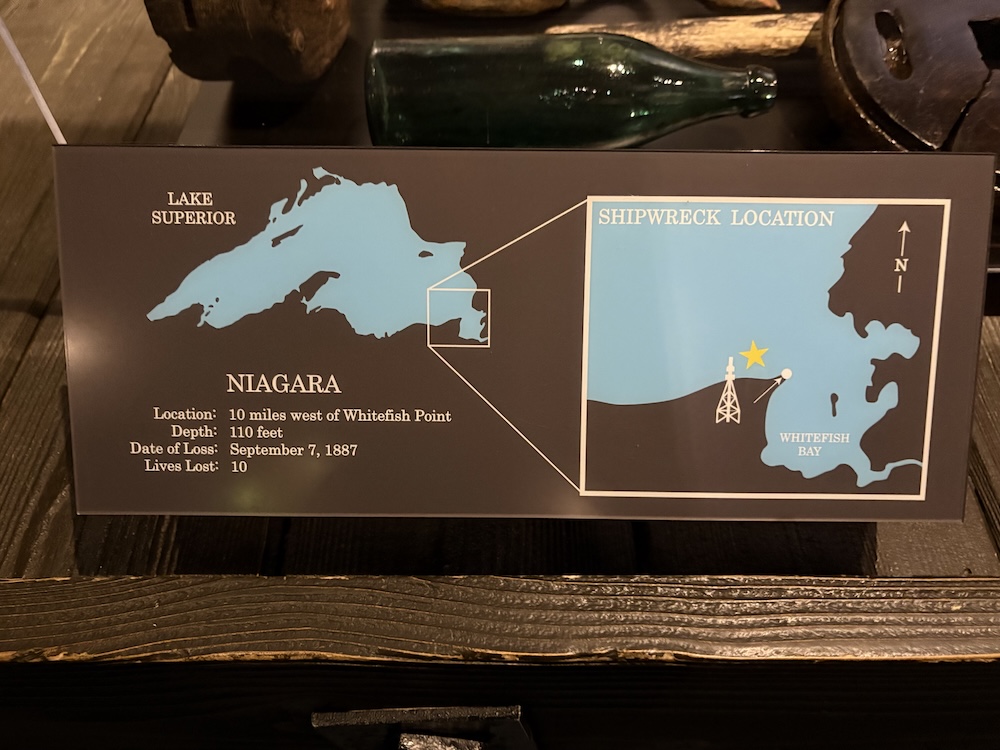 LAKE
SUPERIOR
NIAGARA
Location: 10 miles west of Whitefish Point
Depth: 110 feet
Date of Loss: September 7, 1887
Lives Lost: 10
SHIPWRECK LOCATION
N
WHITEFISH
BAY